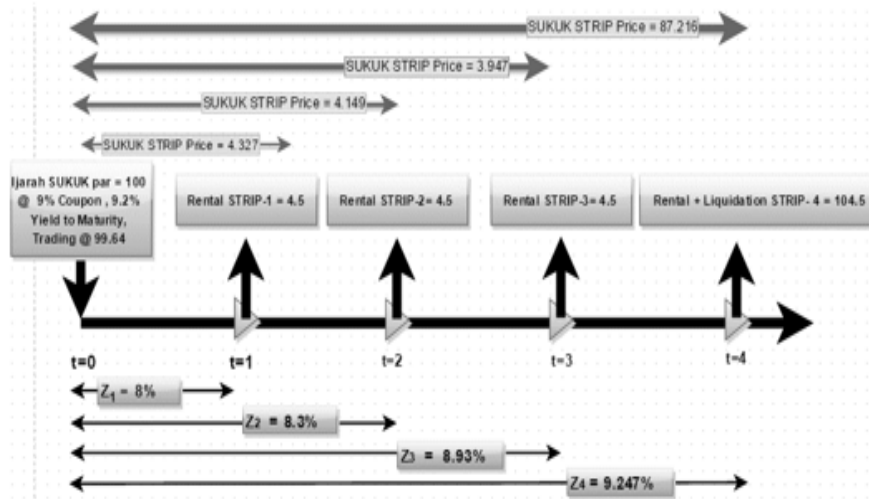 SUKUK STRIP Price = 87.216
SUKUK STRIP Price = 3.947
SUKUK STRIP Price = 4.149
SUKUK STRIP Price = 4.327
Ijarah SUKUK par = 100
@ 9% Coupon , 9.2%
Yield to Maturity,
Trading @ 99.64
Rental STRIP-1 = 4.5
Rental STRIP-2= 4.5
Rental STRIP-3= 4.5
Rental + Liquidation STRIP- 4 = 104.5
t=0
t=1
t=2
t=3
t=4
Z1 = 8%
Z2 = 8.3%
Z3 = 8.93%
Z4 = 9.247%